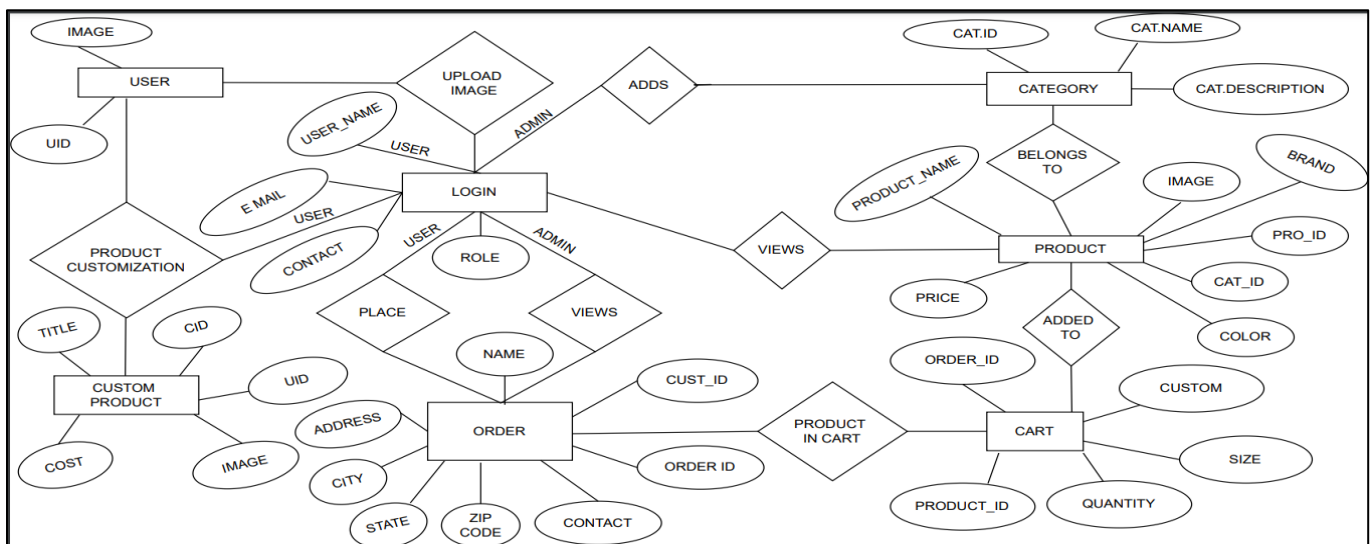 IMAGE
USER
UID
UPLOAD
IMAGE
USER_NAME
USER
ADMIN
ADDS
CAT.ID
CAT.NAME
CATEGORY
CAT.DESCRIPTION
BELONGS
TO
LOGIN
E MAIL
USER
CONTACT
USER
ROLE
ADMIN
PRODUCT
CUSTOMIZATION
VIEWS
PRODUCT_NAME
IMAGE
BRAND
PRODUCT
PRO_ID
CAT_ID
PRICE
COLOR
ADDED
TO
PLACE
VIEWS
TITLE
CID
CUSTOM
PRODUCT
UID
COST
IMAGE
NAME
CUST_ID
ADDRESS
ORDER
CITY
ORDER ID
STATE
ZIP
CODE
CONTACT
PRODUCT
IN CART
ORDER_ID
CUSTOM
CART
SIZE
PRODUCT_ID
QUANTITY